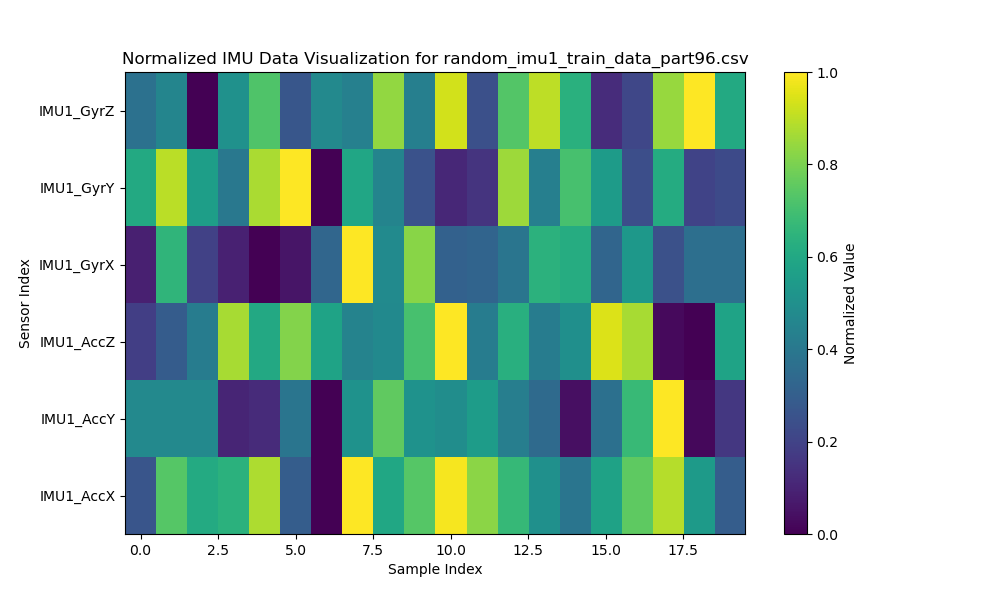 Normalized IMU Data Visualization for random_imu1_train_data_part96.csv
IMU1_GyrZ
IMU1_GyrY
IMU1_GyrX
IMU1_AccZ
IMU1_AccY
IMU1_AccX
Sensor Index
0.0 2.5 5.0 7.5 10.0 12.5 15.0 17.5
Sample Index
1.0
0.8
0.6
0.4
0.2
0.0
Normalized Value